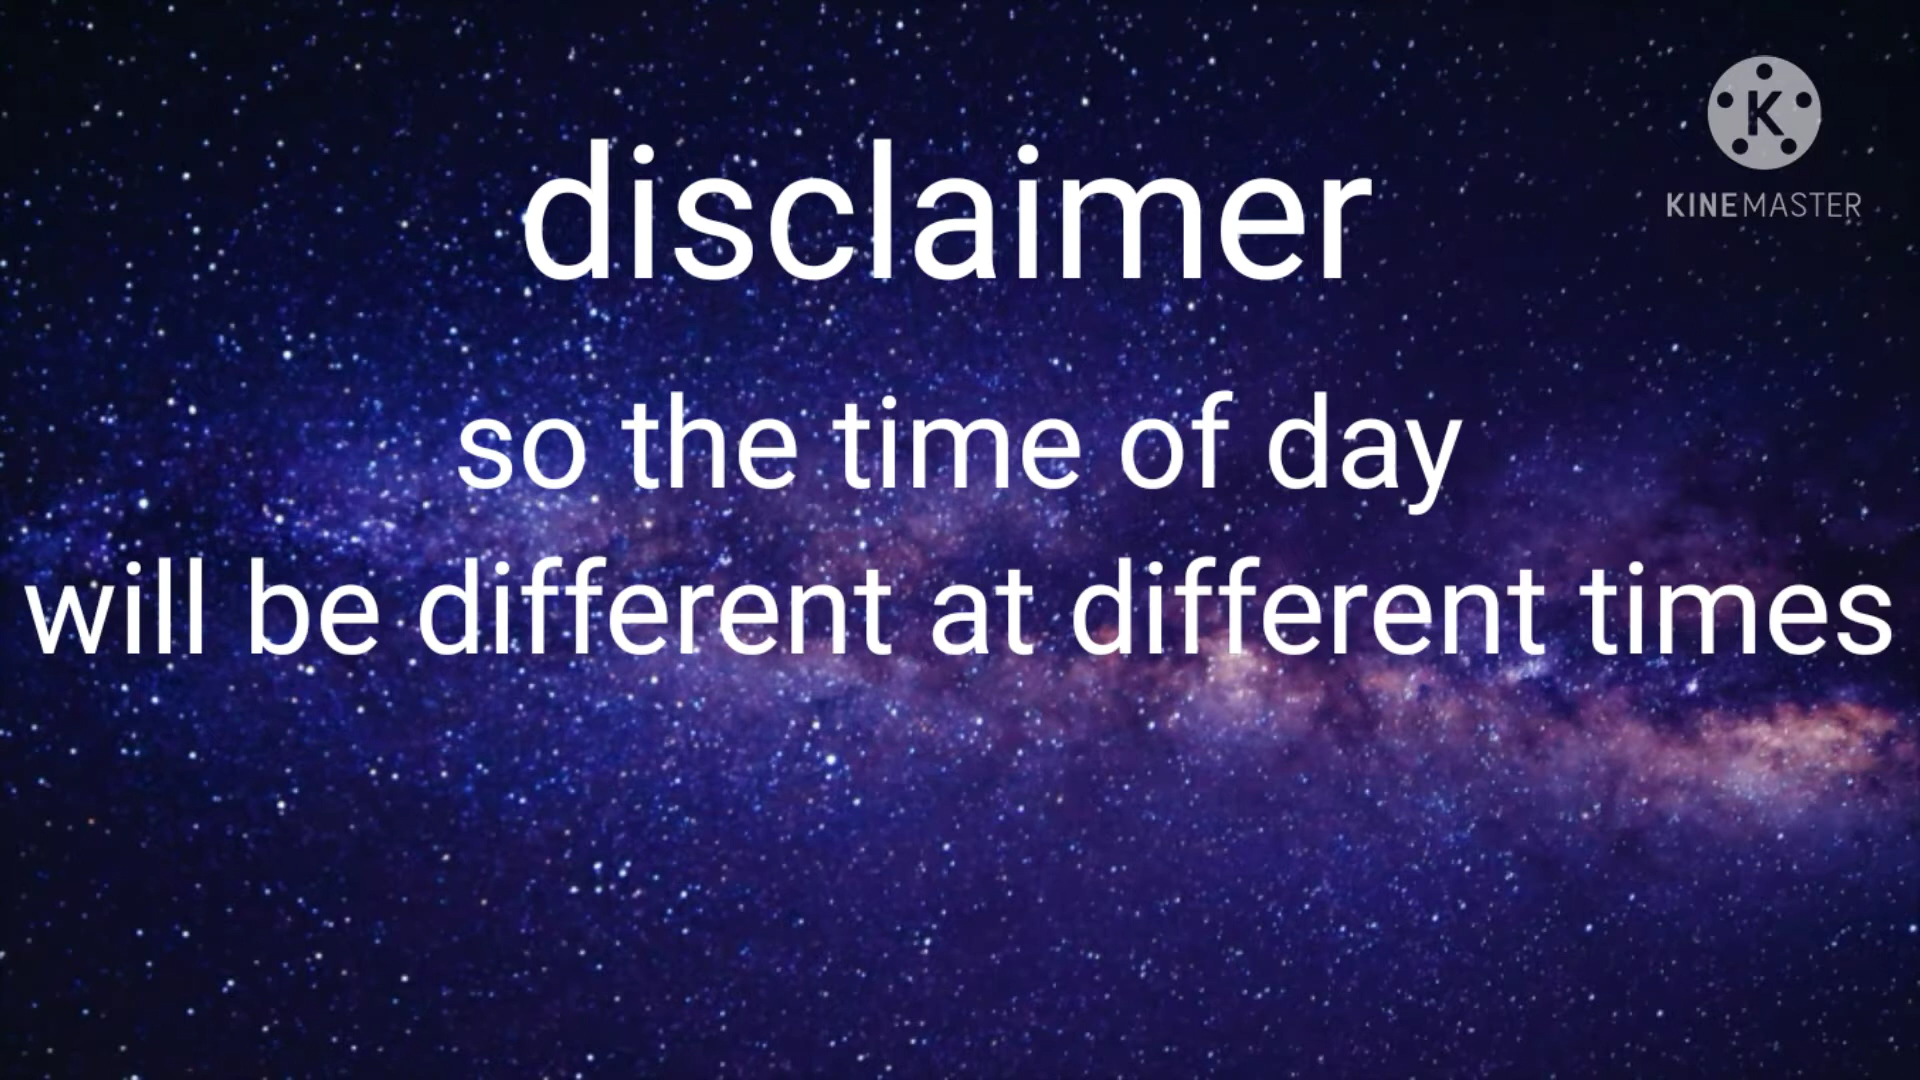 K
KINEMASTER
disclaimer
so the time of day
will be different at different times